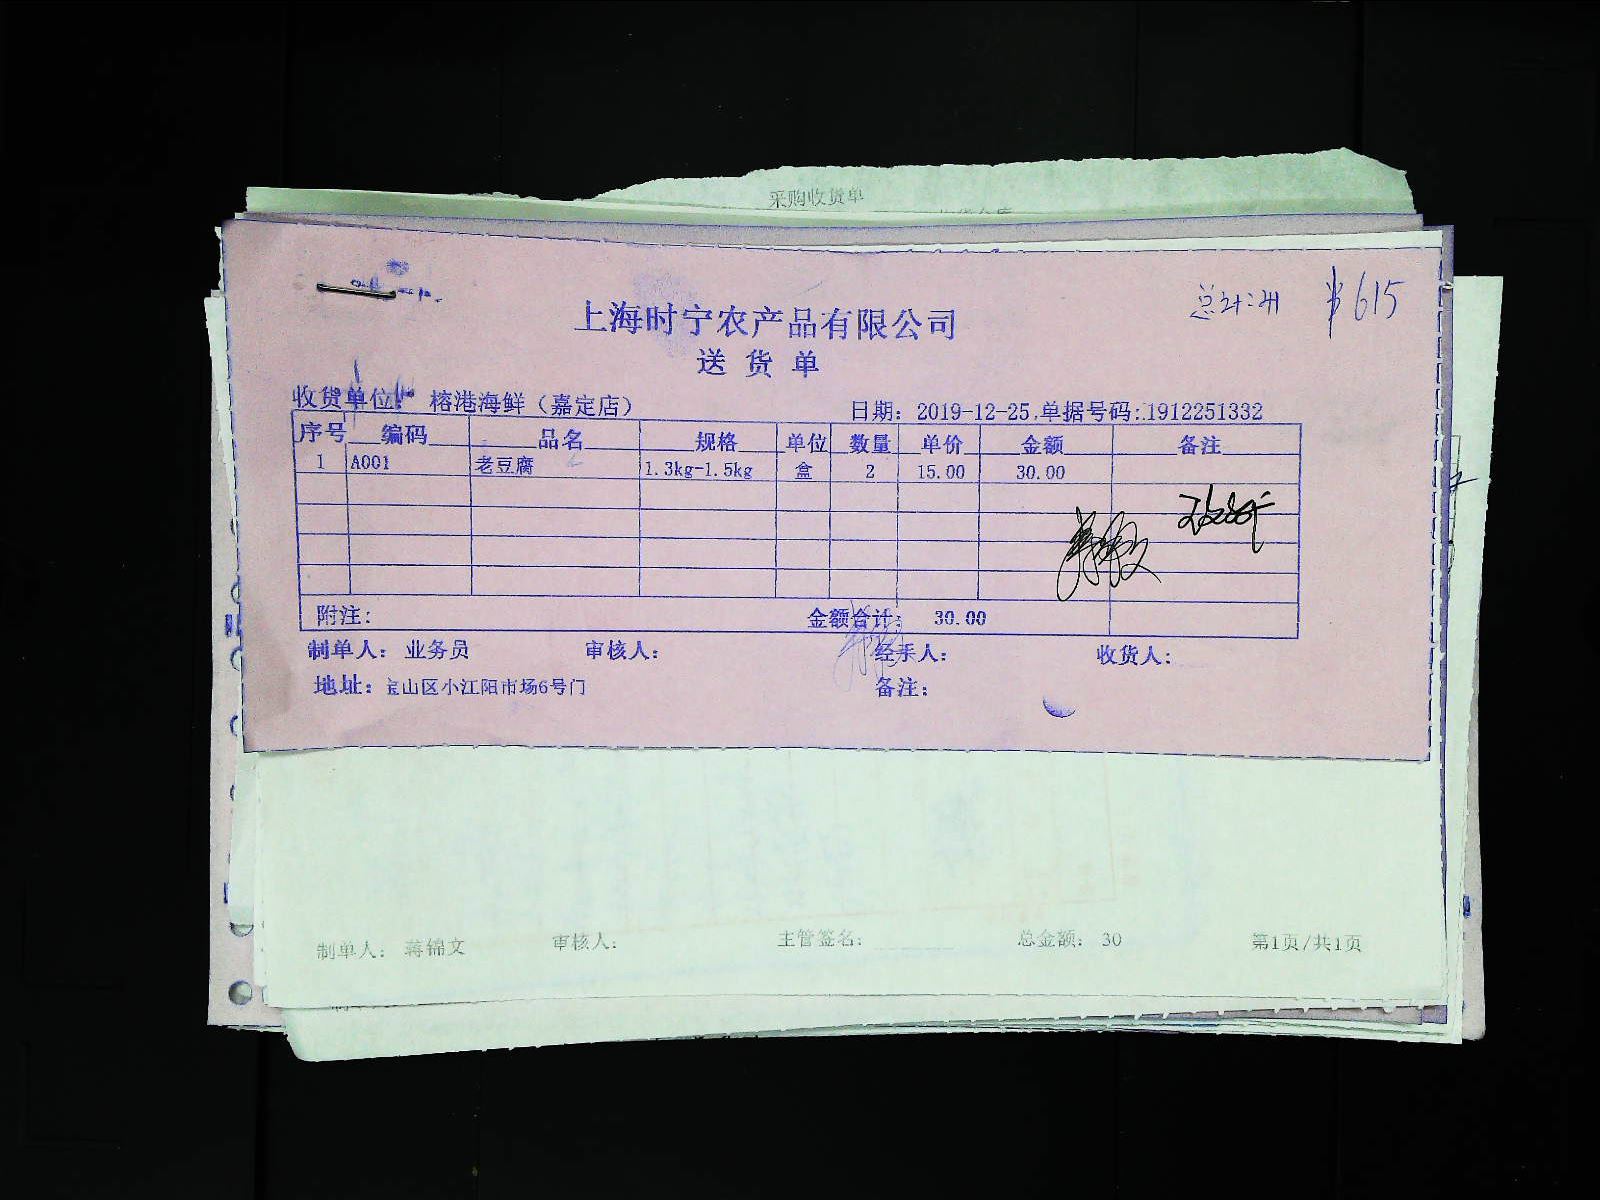 采购收货单
总计: ¥615
上海时宁农产品有限公司
送货单
收货单位: 榕港海鲜（嘉定店）
日期: 2019-12-25 单据号码: 1912251332
序号 编码 品名 规格 单位 数量 单价 金额 备注
1 A001 老豆腐 1.3kg-1.5kg 盒 2 15.00 30.00
附注: 金额合计: 30.00
制单人: 业务员 审核人: 经手人: 收货人:
地址: 宝山区小江阳市场6号门 备注:
制单人: 蒋锦文 审核人: 主管签名: 总金额: 30 第1页/共1页